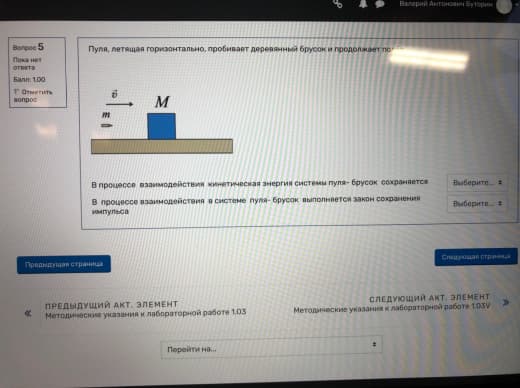 Валерий Антонович Буторин
Вопрос 5
Пока нет
ответа
Балл: 1,00
Отметить
вопрос
Пуля, летящая горизонтально, пробивает деревянный брусок и продолжает
v
M
m
В процессе взаимодействия кинетическая энергия системы пуля- брусок сохраняется
Выберите...
В процессе взаимодействия в системе пуля- брусок выполняется закон сохранения
импульса
Выберите...
Предыдущая страница
Следующая страница
ПРЕДЫДУЩИЙ АКТ. ЭЛЕМЕНТ
Методические указания к лабораторной работе 1.03
СЛЕДУЮЩИЙ АКТ. ЭЛЕМЕНТ
Методические указания к лабораторной работе 1.03V
Перейти на...